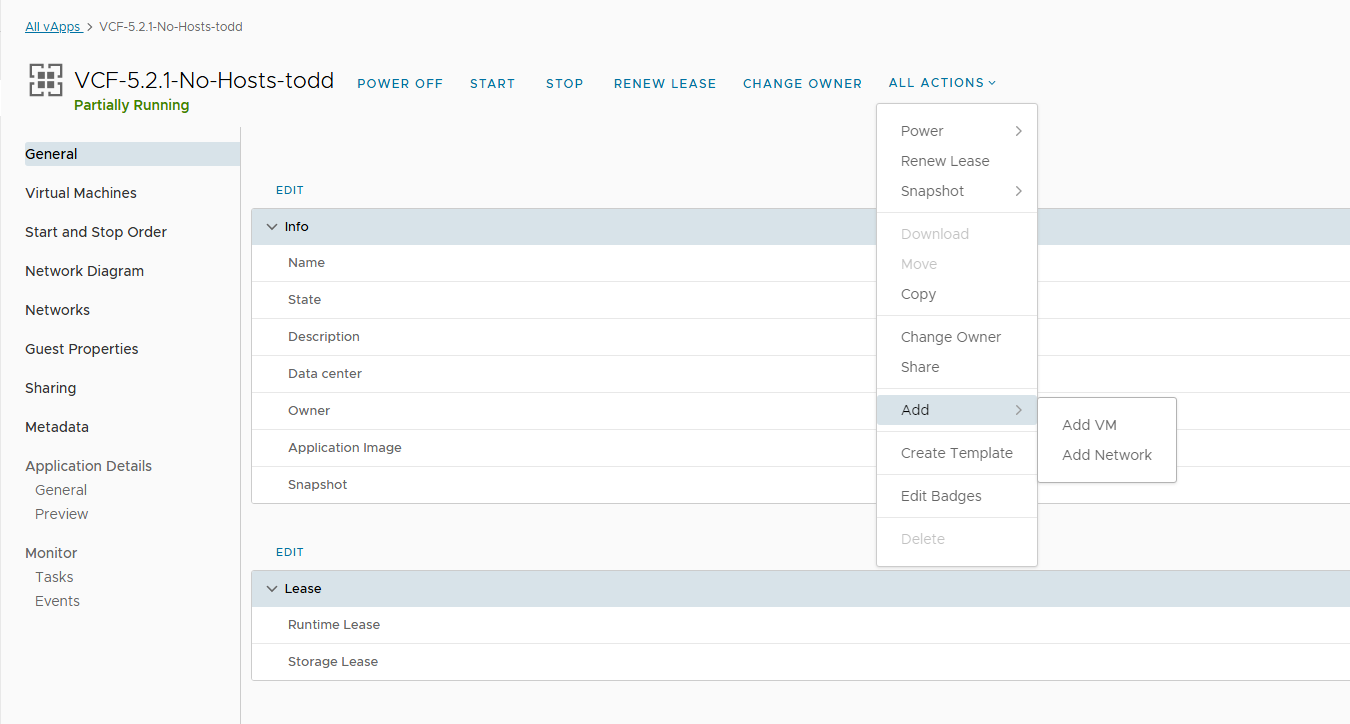 All vApps > VCF-5.2.1-No-Hosts-todd
VCF-5.2.1-No-Hosts-todd
Partially Running
POWER OFF START STOP RENEW LEASE CHANGE OWNER ALL ACTIONS
General
Virtual Machines
Start and Stop Order
Network Diagram
Networks
Guest Properties
Sharing
Metadata
Application Details
General
Preview
Monitor
Tasks
Events
EDIT
Info
Name
State
Description
Data center
Owner
Application Image
Snapshot
EDIT
Lease
Runtime Lease
Storage Lease
Power
Renew Lease
Snapshot
Download
Move
Copy
Change Owner
Share
Add
Create Template
Edit Badges
Delete
Add VM
Add Network